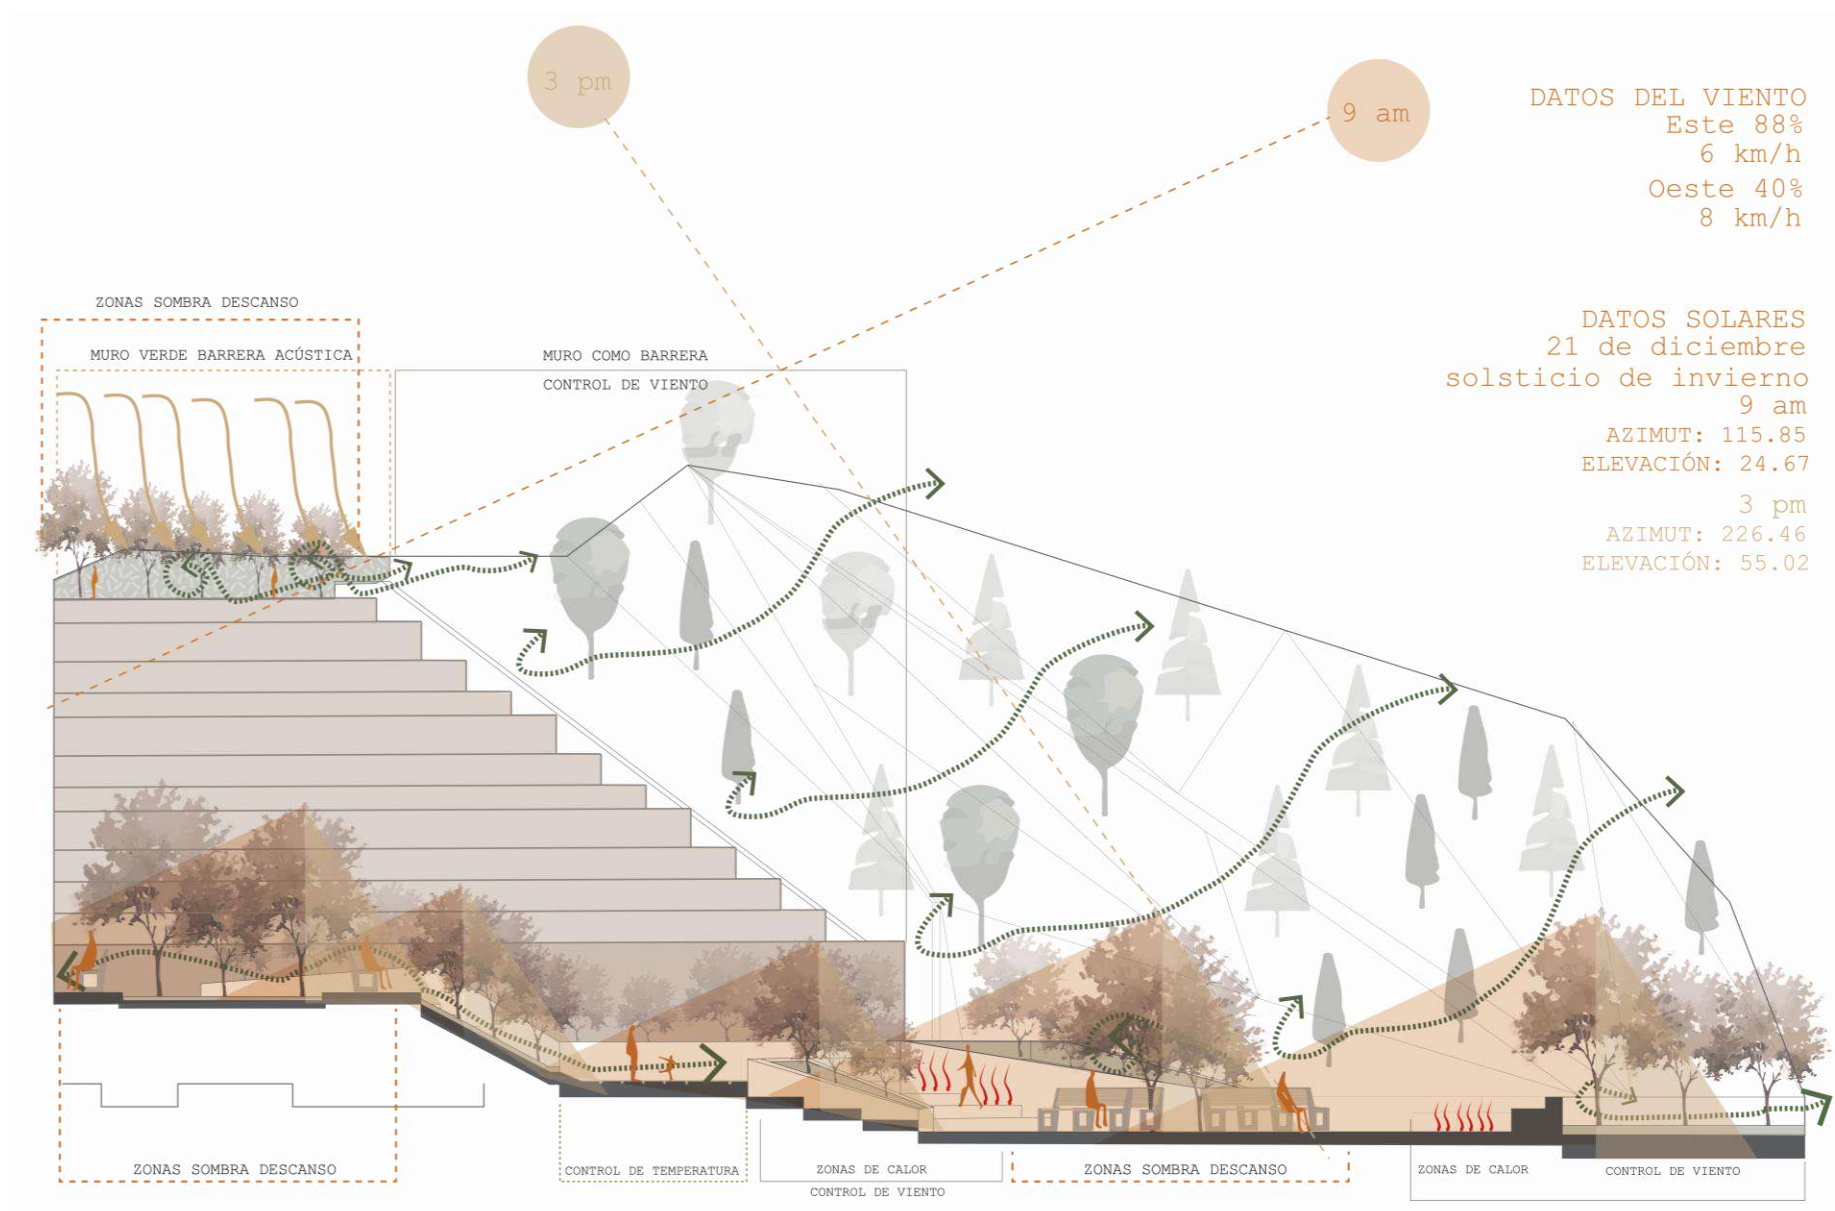 3 pm
9 am
DATOS DEL VIENTO
Este 88%
6 km/h
Oeste 40%
8 km/h
DATOS SOLARES
21 de diciembre
solsticio de invierno
9 am
AZIMUT: 115.85
ELEVACIÓN: 24.67
3 pm
AZIMUT: 226.46
ELEVACIÓN: 55.02
ZONAS SOMBRA DESCANSO
MURO VERDE BARRERA ACÚSTICA
MURO COMO BARRERA
CONTROL DE VIENTO
ZONAS SOMBRA DESCANSO
CONTROL DE TEMPERATURA
ZONAS DE CALOR
CONTROL DE VIENTO
ZONAS SOMBRA DESCANSO
ZONAS DE CALOR
CONTROL DE VIENTO